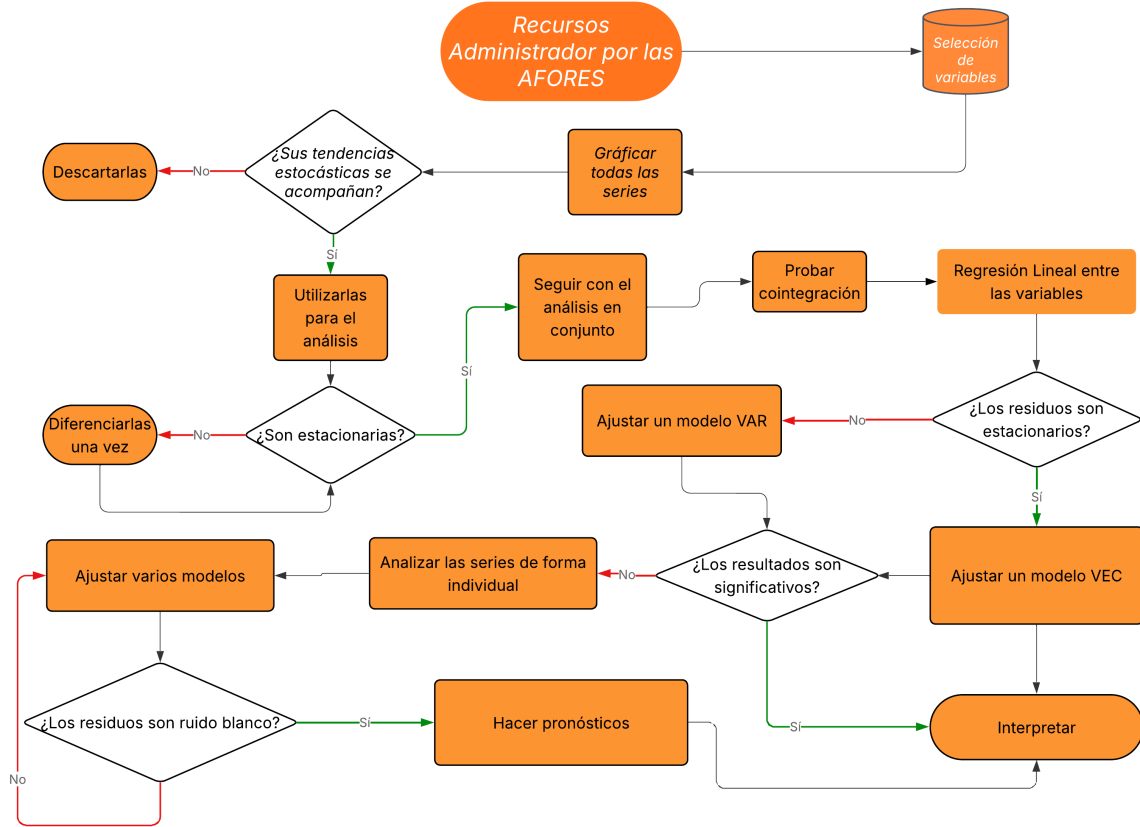 Recursos
Administrador por las
AFORES
Selección
de
variables
Gráficar
todas las
series
¿Sus tendencias
estocásticas se
acompañan?
No
Descartarlas
Sí
Utilizarlas
para el
análisis
¿Son estacionarias?
No
Diferenciarlas
una vez
Sí
Seguir con el
análisis en
conjunto
Probar
cointegración
Regresión Lineal entre
las variables
¿Los residuos son
estacionarios?
No
Ajustar un modelo VAR
Sí
Ajustar un modelo VEC
¿Los resultados son
significativos?
No
Analizar las series de forma
individual
Ajustar varios modelos
¿Los residuos son ruido blanco?
No
Sí
Hacer pronósticos
Sí
Interpretar